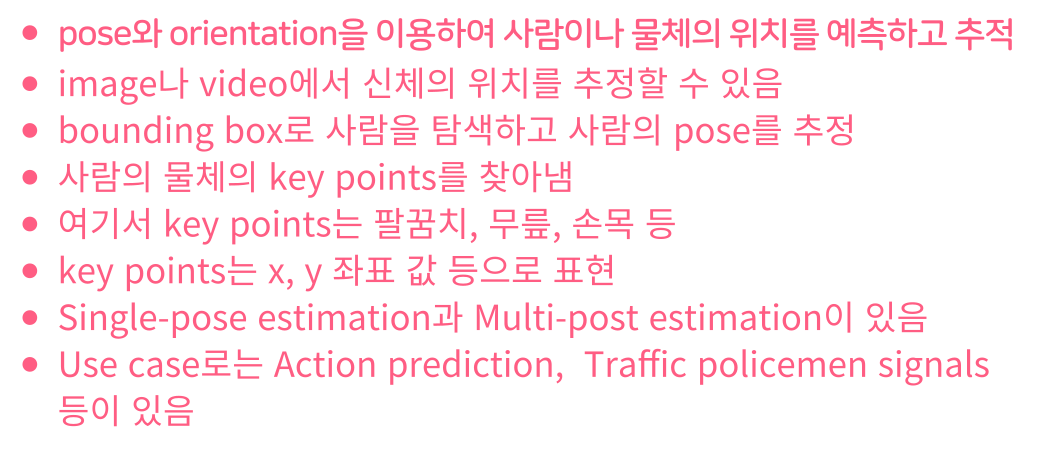 • pose와 orientation을 이용하여 사람이나 물체의 위치를 예측하고 추적
• image나 video에서 신체의 위치를 추정할 수 있음
• bounding box로 사람을 탐색하고 사람의 pose를 추정
• 사람의 물체의 key points를 찾아냄
• 여기서 key points는 팔꿈치, 무릎, 손목 등
• key points는 x, y 좌표 값 등으로 표현
• Single-pose estimation과 Multi-post estimation이 있음
• Use case로는 Action prediction,  Traffic policemen signals
등이 있음